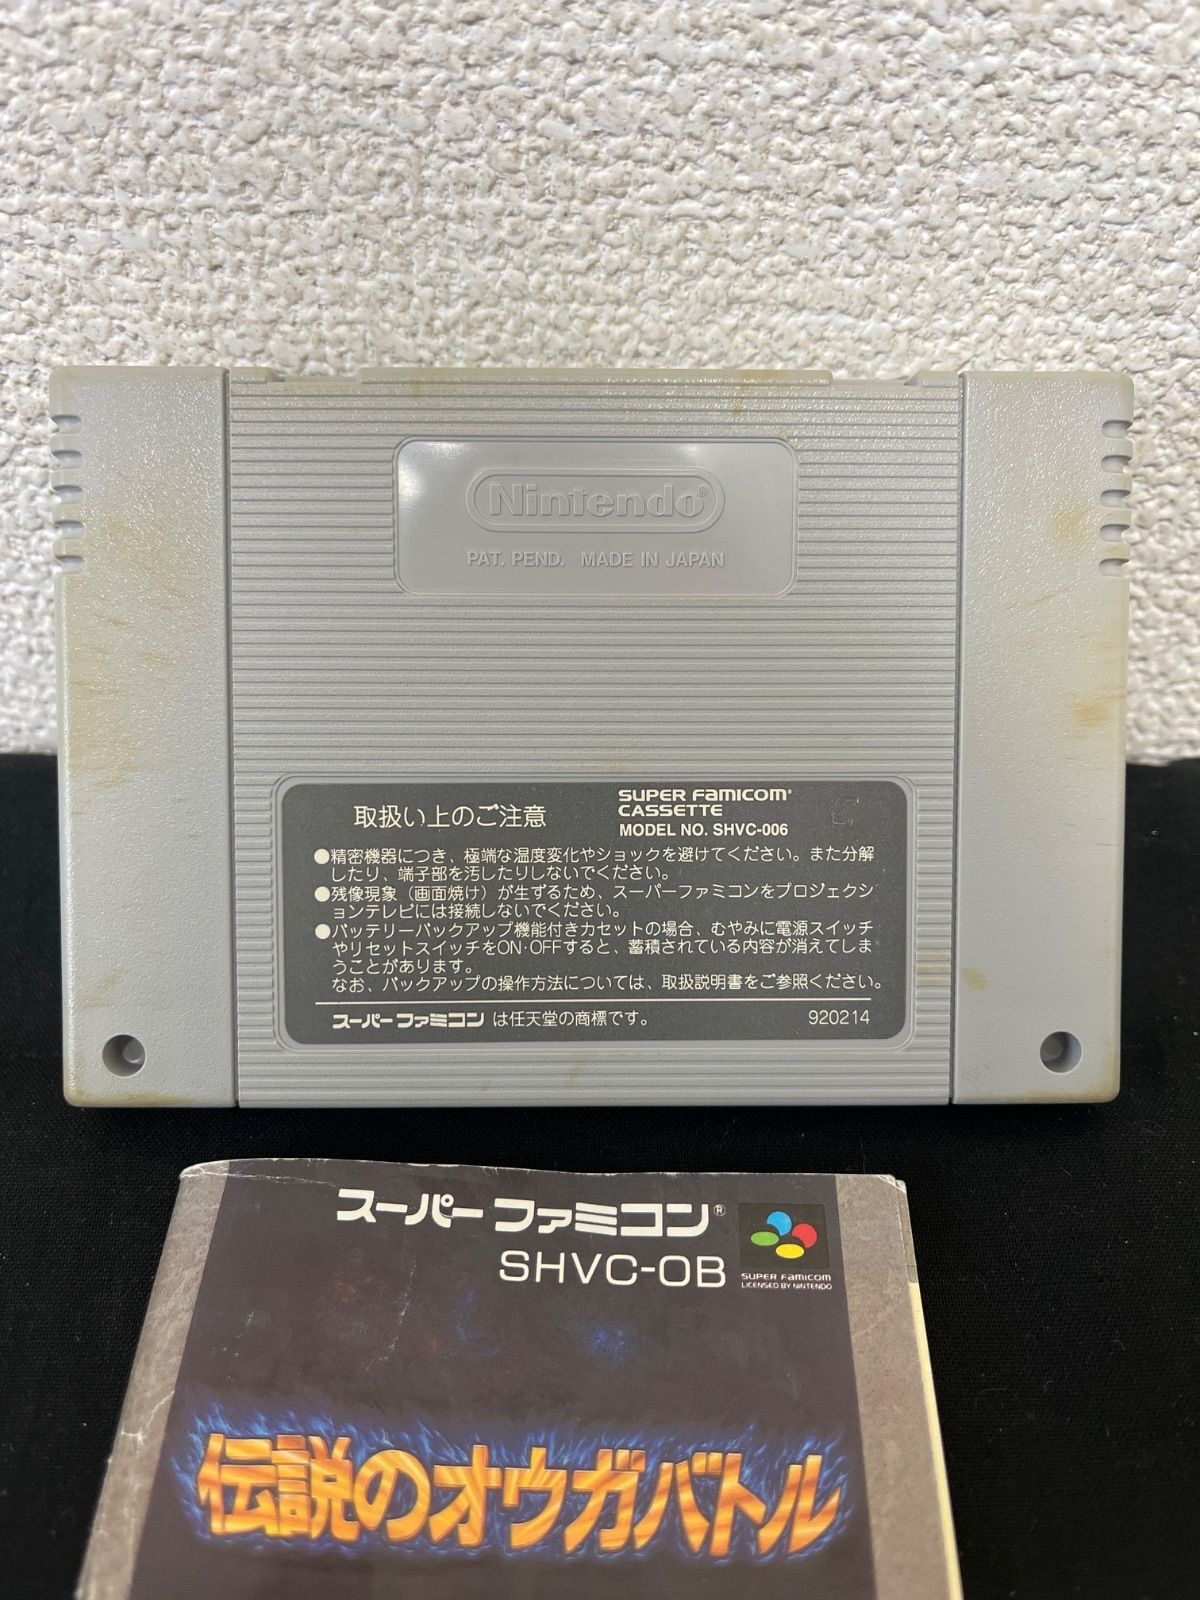 Nintendo®
PAT. PEND. MADE IN JAPAN
取扱い上のご注意
SUPER FAMICOM®
CASSETTE
MODEL NO. SHVC-006
●精密機器につき、極端な温度変化やショックを避けてください。また分解
したり、端子部を汚したりしないでください。
●残像現象（画面焼け）が生ずるため、スーパーファミコンをプロジェクシ
ョンテレビには接続しないでください。
●バッテリーバックアップ機能付きカセットの場合、むやみに電源スイッチ
やリセットスイッチをON·OFFすると、蓄積されている内容が消えてしま
うことがあります。
なお、バックアップの操作方法については、取扱説明書をご参照ください。
スーパーファミコン は任天堂の商標です。 920214
スーパーファミコン®
SHVC-OB
SUPER FAMICOM
LICENSED BY NINTENDO
伝説のオウガバトル